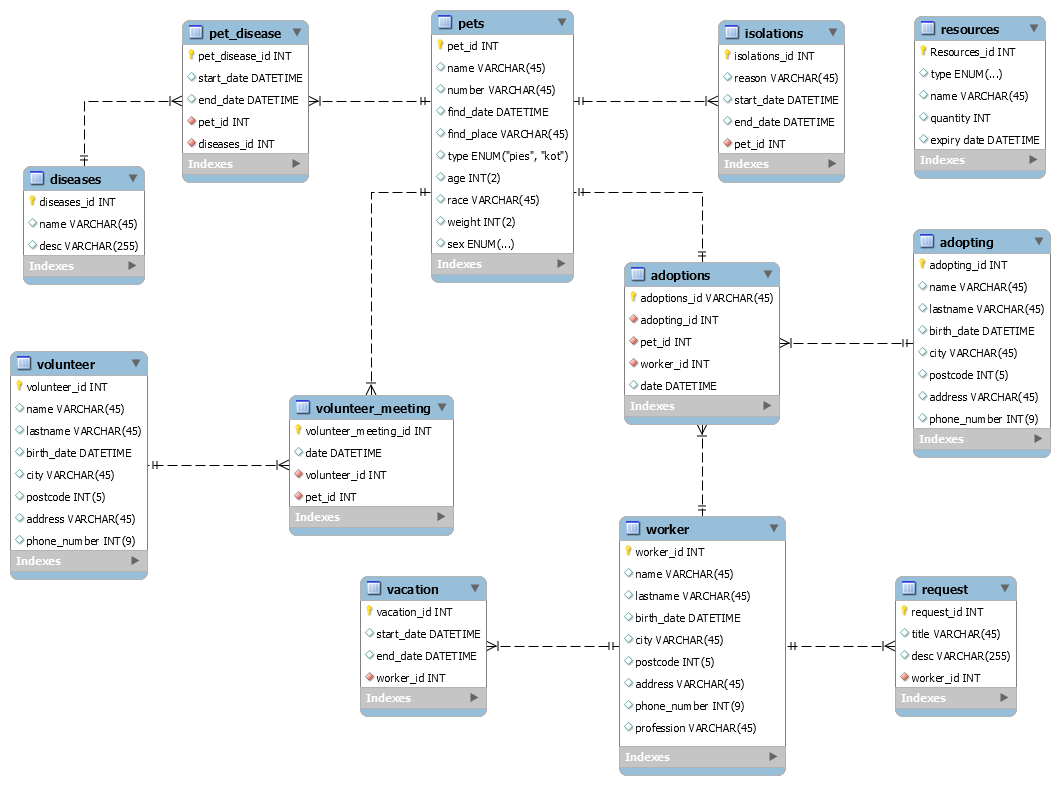 pet_disease
pet_disease_id INT
start_date DATETIME
end_date DATETIME
pet_id INT
diseases_id INT
Indexes
pets
pet_id INT
name VARCHAR(45)
number VARCHAR(45)
find_date DATETIME
find_place VARCHAR(45)
type ENUM("pies", "kot")
age INT(2)
race VARCHAR(45)
weight INT(2)
sex ENUM(...)
Indexes
isolations
isolations_id INT
reason VARCHAR(45)
start_date DATETIME
end_date DATETIME
pet_id INT
Indexes
resources
Resources_id INT
type ENUM(...)
name VARCHAR(45)
quantity INT
expiry date DATETIME
Indexes
diseases
diseases_id INT
name VARCHAR(45)
desc VARCHAR(255)
Indexes
adoptions
adoptions_id VARCHAR(45)
adopting_id INT
pet_id INT
worker_id INT
date DATETIME
Indexes
adopting
adopting_id INT
name VARCHAR(45)
lastname VARCHAR(45)
birth_date DATETIME
city VARCHAR(45)
postcode INT(5)
address VARCHAR(45)
phone_number INT(9)
Indexes
volunteer
volunteer_id INT
name VARCHAR(45)
lastname VARCHAR(45)
birth_date DATETIME
city VARCHAR(45)
postcode INT(5)
address VARCHAR(45)
phone_number INT(9)
Indexes
volunteer_meeting
volunteer_meeting_id INT
date DATETIME
volunteer_id INT
pet_id INT
Indexes
vacation
vacation_id INT
start_date DATETIME
end_date DATETIME
worker_id INT
Indexes
worker
worker_id INT
name VARCHAR(45)
lastname VARCHAR(45)
birth_date DATETIME
city VARCHAR(45)
postcode INT(5)
address VARCHAR(45)
phone_number INT(9)
profession VARCHAR(45)
Indexes
request
request_id INT
title VARCHAR(45)
desc VARCHAR(255)
worker_id INT
Indexes